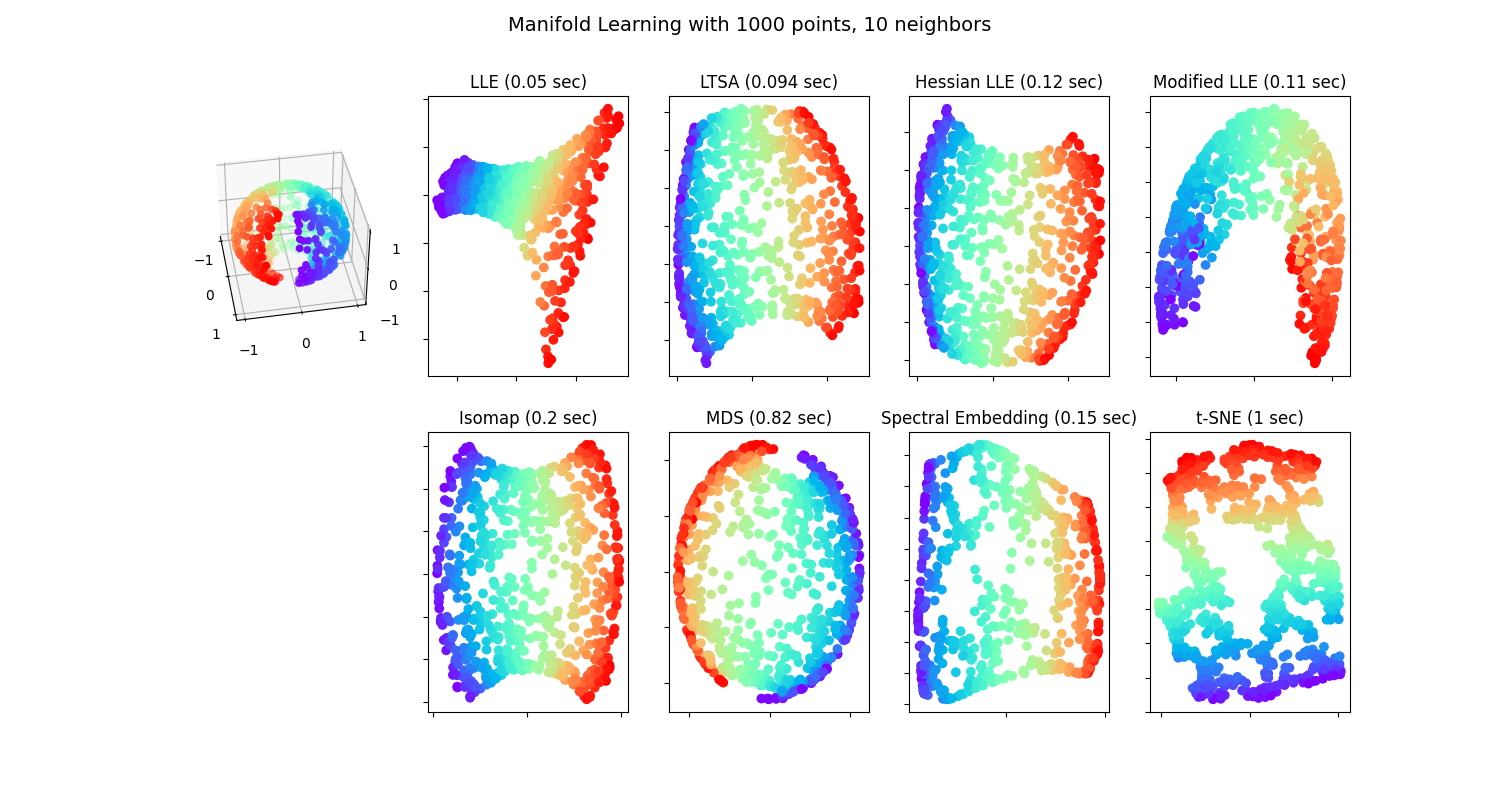 Manifold Learning with 1000 points, 10 neighbors
LLE (0.05 sec)
LTSA (0.094 sec)
Hessian LLE (0.12 sec)
Modified LLE (0.11 sec)
−1
0
1
−1
0
1
1
0
−1
Isomap (0.2 sec)
MDS (0.82 sec)
Spectral Embedding (0.15 sec)
t-SNE (1 sec)